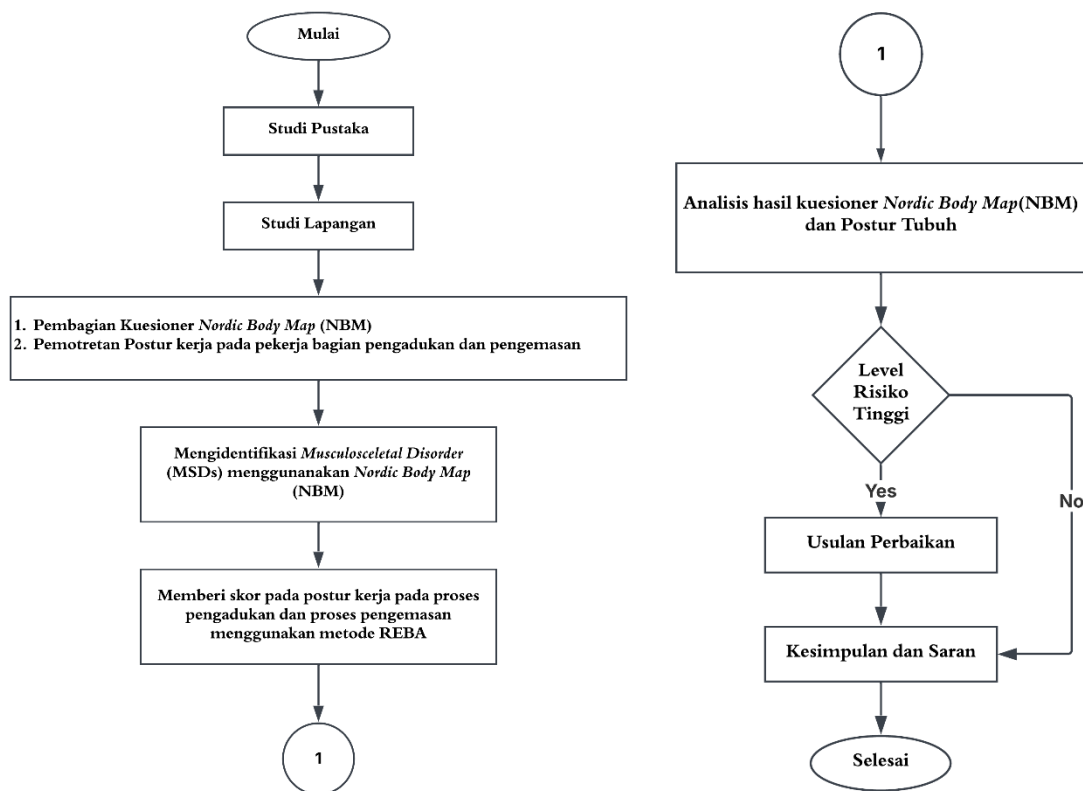 Mulai
Studi Pustaka
Studi Lapangan
1. Pembagian Kuesioner Nordic Body Map (NBM)
2. Pemotretan Postur kerja pada pekerja bagian pengadukan dan pengemasan
Mengidentifikasi Musculosceletal Disorder
(MSDs) menggunanakan Nordic Body Map
(NBM)
Memberi skor pada postur kerja pada proses
pengadukan dan proses pengemasan
menggunakan metode REBA
1
1
Analisis hasil kuesioner Nordic Body Map(NBM)
dan Postur Tubuh
Level
Risiko
Tinggi
Yes
No
Usulan Perbaikan
Kesimpulan dan Saran
Selesai